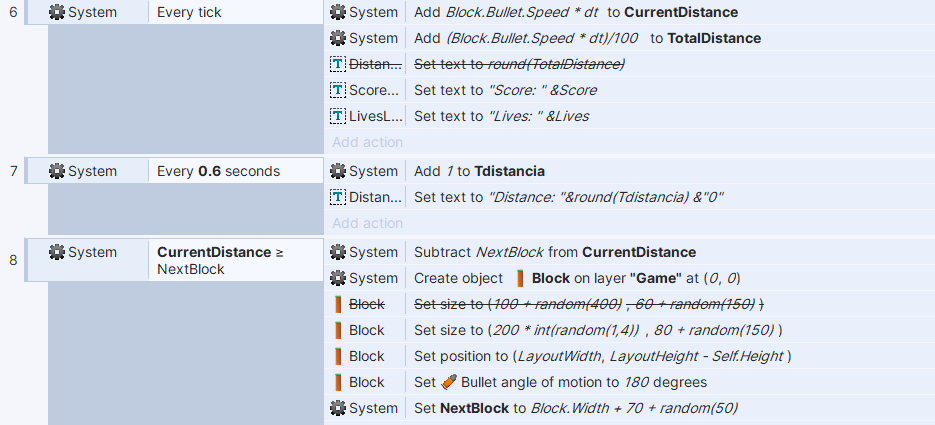 6 System Every tick System Add Block.Bullet.Speed * dt to CurrentDistance
System Add (Block.Bullet.Speed * dt)/100 to TotalDistance
T Distan... Set text to round(TotalDistance)
T Score... Set text to "Score: " &Score
T LivesL... Set text to "Lives: " &Lives
Add action
7 System Every 0.6 seconds System Add 1 to Tdistancia
T Distan... Set text to "Distance: "&round(Tdistancia) &"0"
Add action
8 System CurrentDistance ≥ System Subtract NextBlock from CurrentDistance
NextBlock System Create object Block on layer "Game" at (0, 0)
Block Set size to (100 + random(400) , 60 + random(150) )
Block Set size to (200 * int(random(1,4)) , 80 + random(150) )
Block Set position to (LayoutWidth, LayoutHeight - Self.Height )
Block Set Bullet angle of motion to 180 degrees
System Set NextBlock to Block.Width + 70 + random(50)